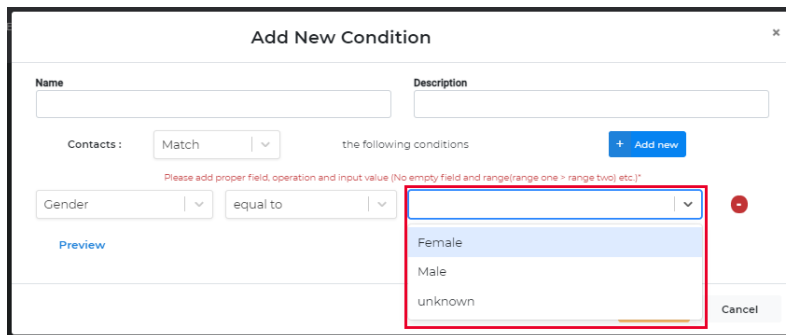 Add New Condition
×
Name
Description
Contacts :
Match
the following conditions
+ Add new
Please add proper field, operation and input value (No empty field and range(range one > range two) etc.)*
Gender
equal to
-
Preview
Female
Male
unknown
Cancel